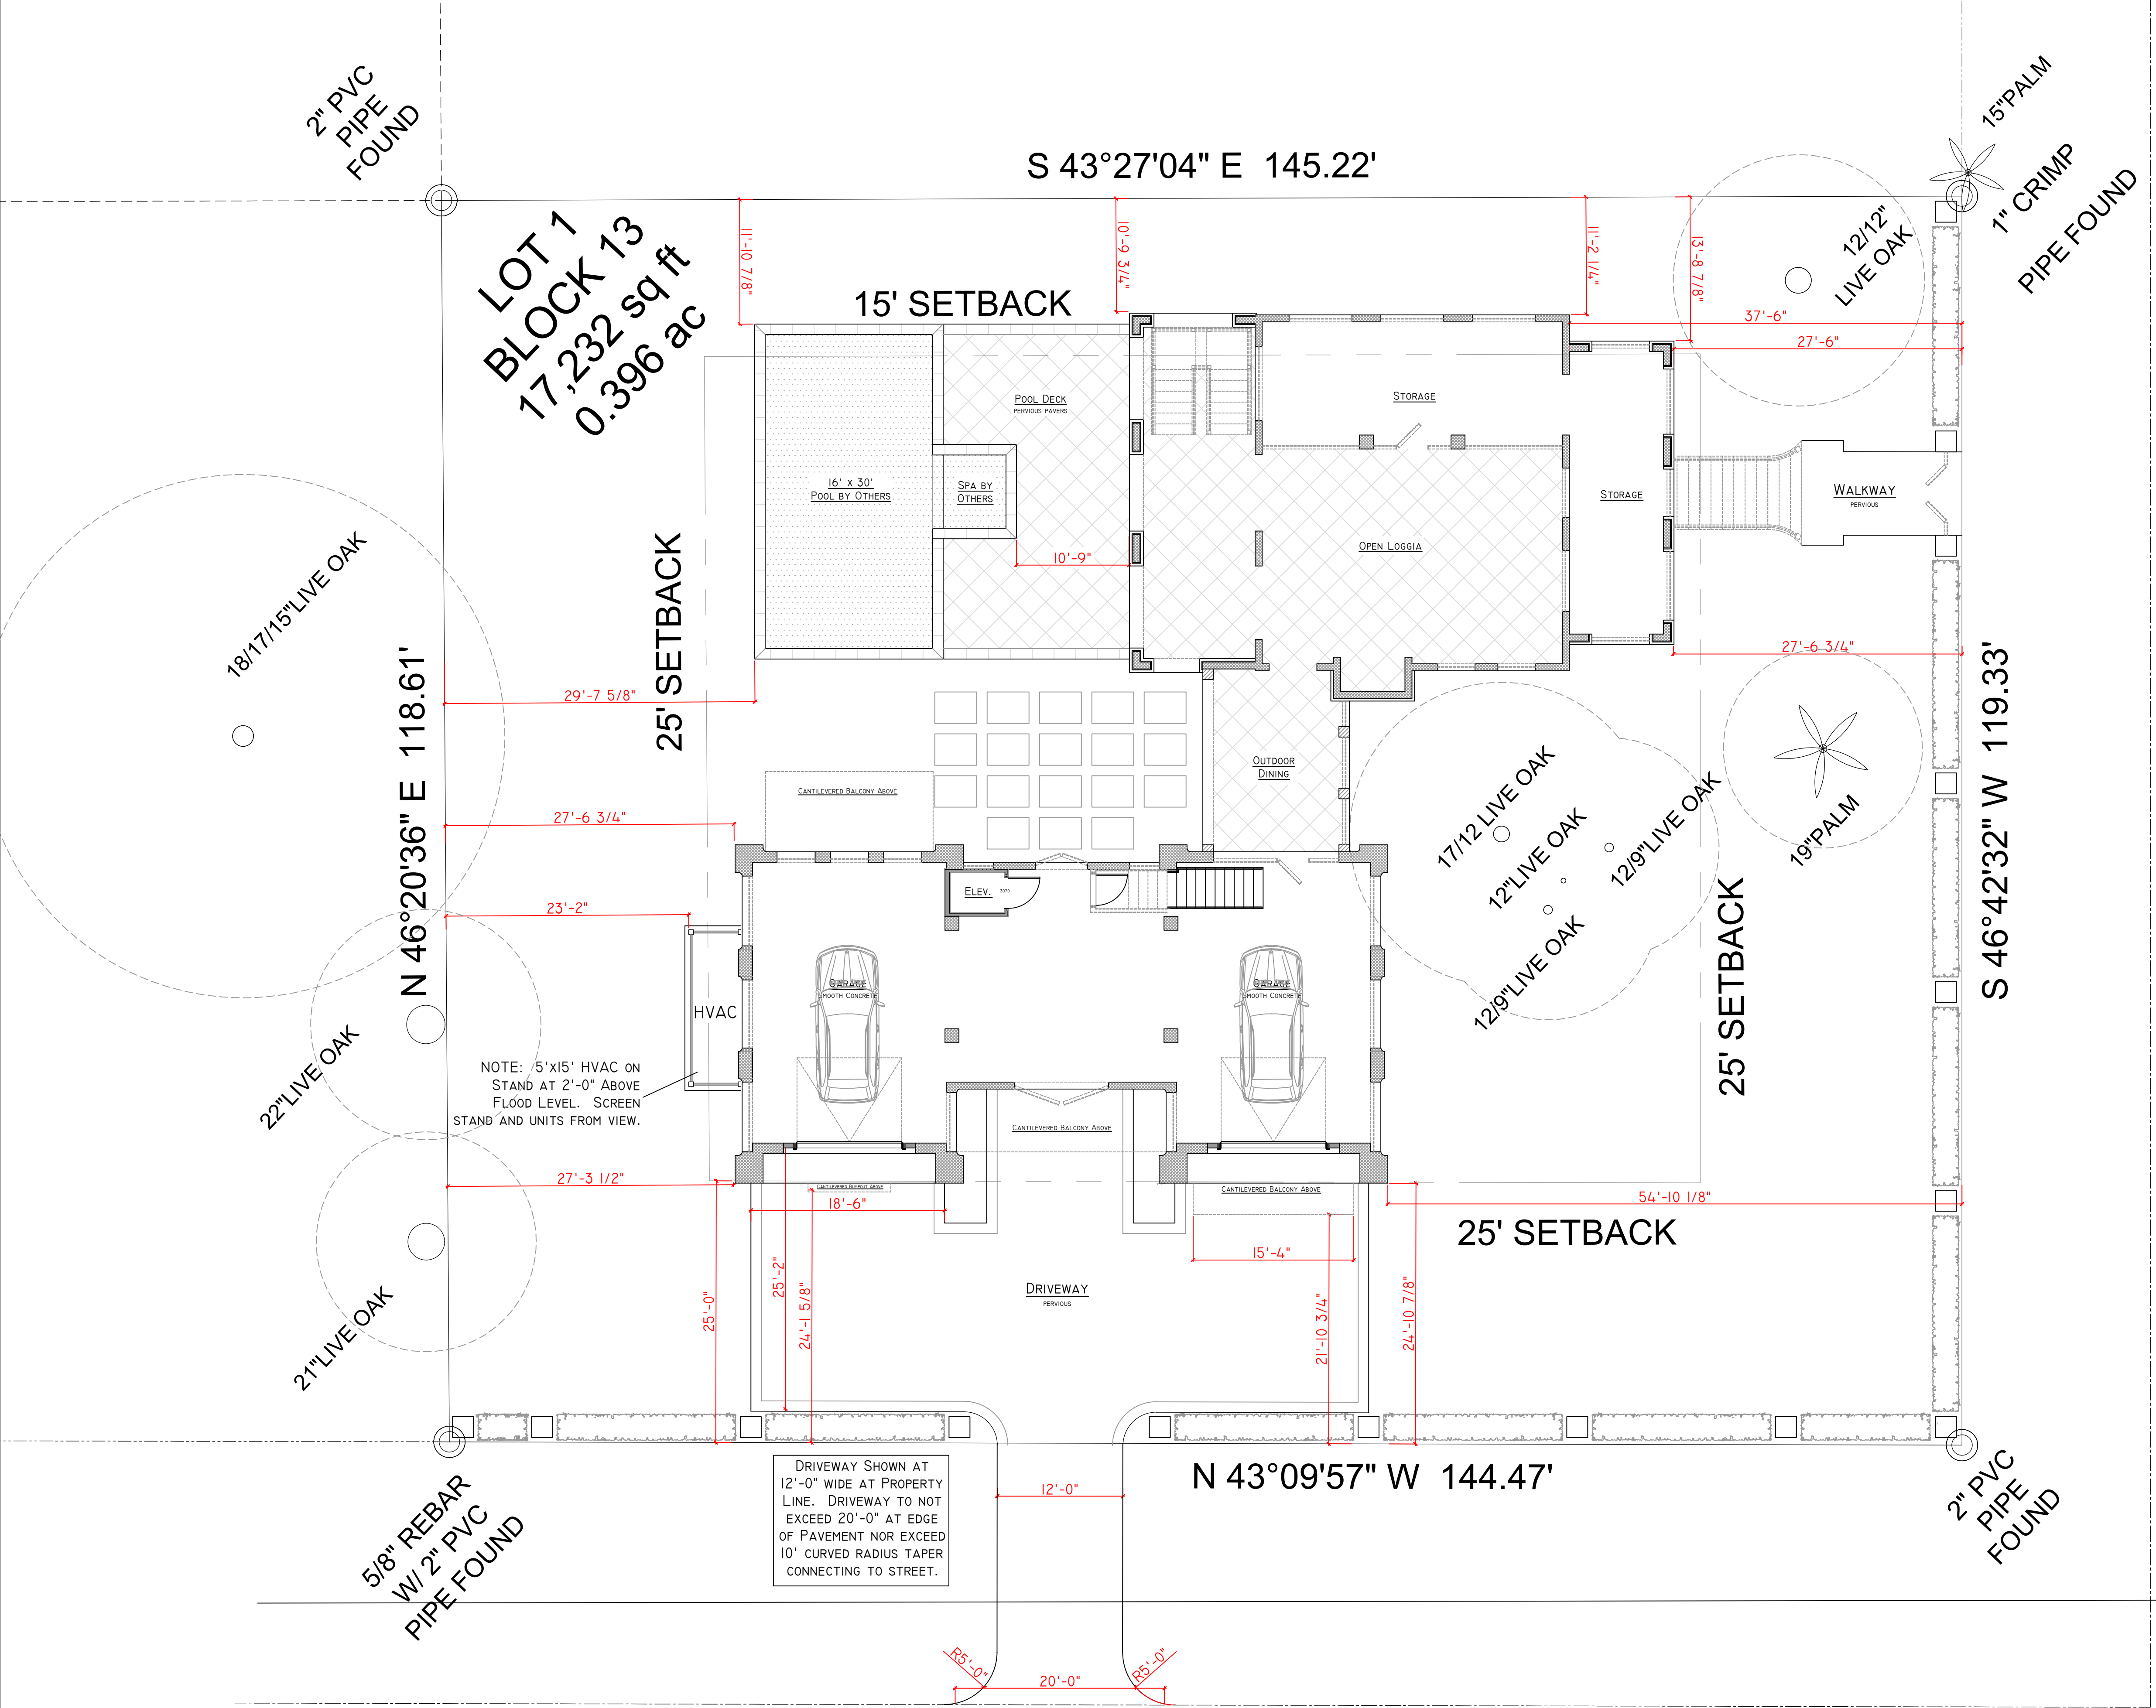 2" PVC
PIPE
FOUND
S 43°27'04" E  145.22'
15"PALM
1" CRIMP
PIPE FOUND
LOT 1
BLOCK 13
17,232 sq ft
0.396 ac
11'-10 7/8"
10'-9 3/4"
11'-2 1/4"
13'-8 7/8"
12/12"
LIVE OAK
15' SETBACK
37'-6"
27'-6"
POOL DECK
PERVIOUS PAVERS
STORAGE
16' x 30'
POOL BY OTHERS
SPA BY
OTHERS
STORAGE
WALKWAY
PERVIOUS
OPEN LOGGIA
10'-9"
18/17/15"LIVE OAK
25' SETBACK
N 46°20'36" E  118.61'
29'-7 5/8"
27'-6 3/4"
S 46°42'32" W  119.33'
OUTDOOR
DINING
CANTILEVERED BALCONY ABOVE
17/12 LIVE OAK
12"LIVE OAK
12/9"LIVE OAK
12/9"LIVE OAK
19"PALM
27'-6 3/4"
ELEV.
3070
23'-2"
25' SETBACK
GARAGE
SMOOTH CONCRETE
GARAGE
SMOOTH CONCRETE
HVAC
22"LIVE OAK
NOTE:  5'X15' HVAC ON
STAND AT 2'-0" ABOVE
FLOOD LEVEL.  SCREEN
STAND AND UNITS FROM VIEW.
CANTILEVERED BALCONY ABOVE
27'-3 1/2"
CANTILEVERED BUMPOUT ABOVE
CANTILEVERED BALCONY ABOVE
18'-6"
54'-10 1/8"
25' SETBACK
15'-4"
21"LIVE OAK
25'-0"
25'-2"
24'-1 5/8"
DRIVEWAY
PERVIOUS
21'-10 3/4"
24'-10 7/8"
N 43°09'57" W  144.47'
DRIVEWAY SHOWN AT
12'-0" WIDE AT PROPERTY
LINE.  DRIVEWAY TO NOT
EXCEED 20'-0" AT EDGE
OF PAVEMENT NOR EXCEED
10' CURVED RADIUS TAPER
CONNECTING TO STREET.
12'-0"
5/8" REBAR
W/ 2" PVC
PIPE FOUND
2" PVC
PIPE
FOUND
R5'-0"
20'-0"
R5'-0"